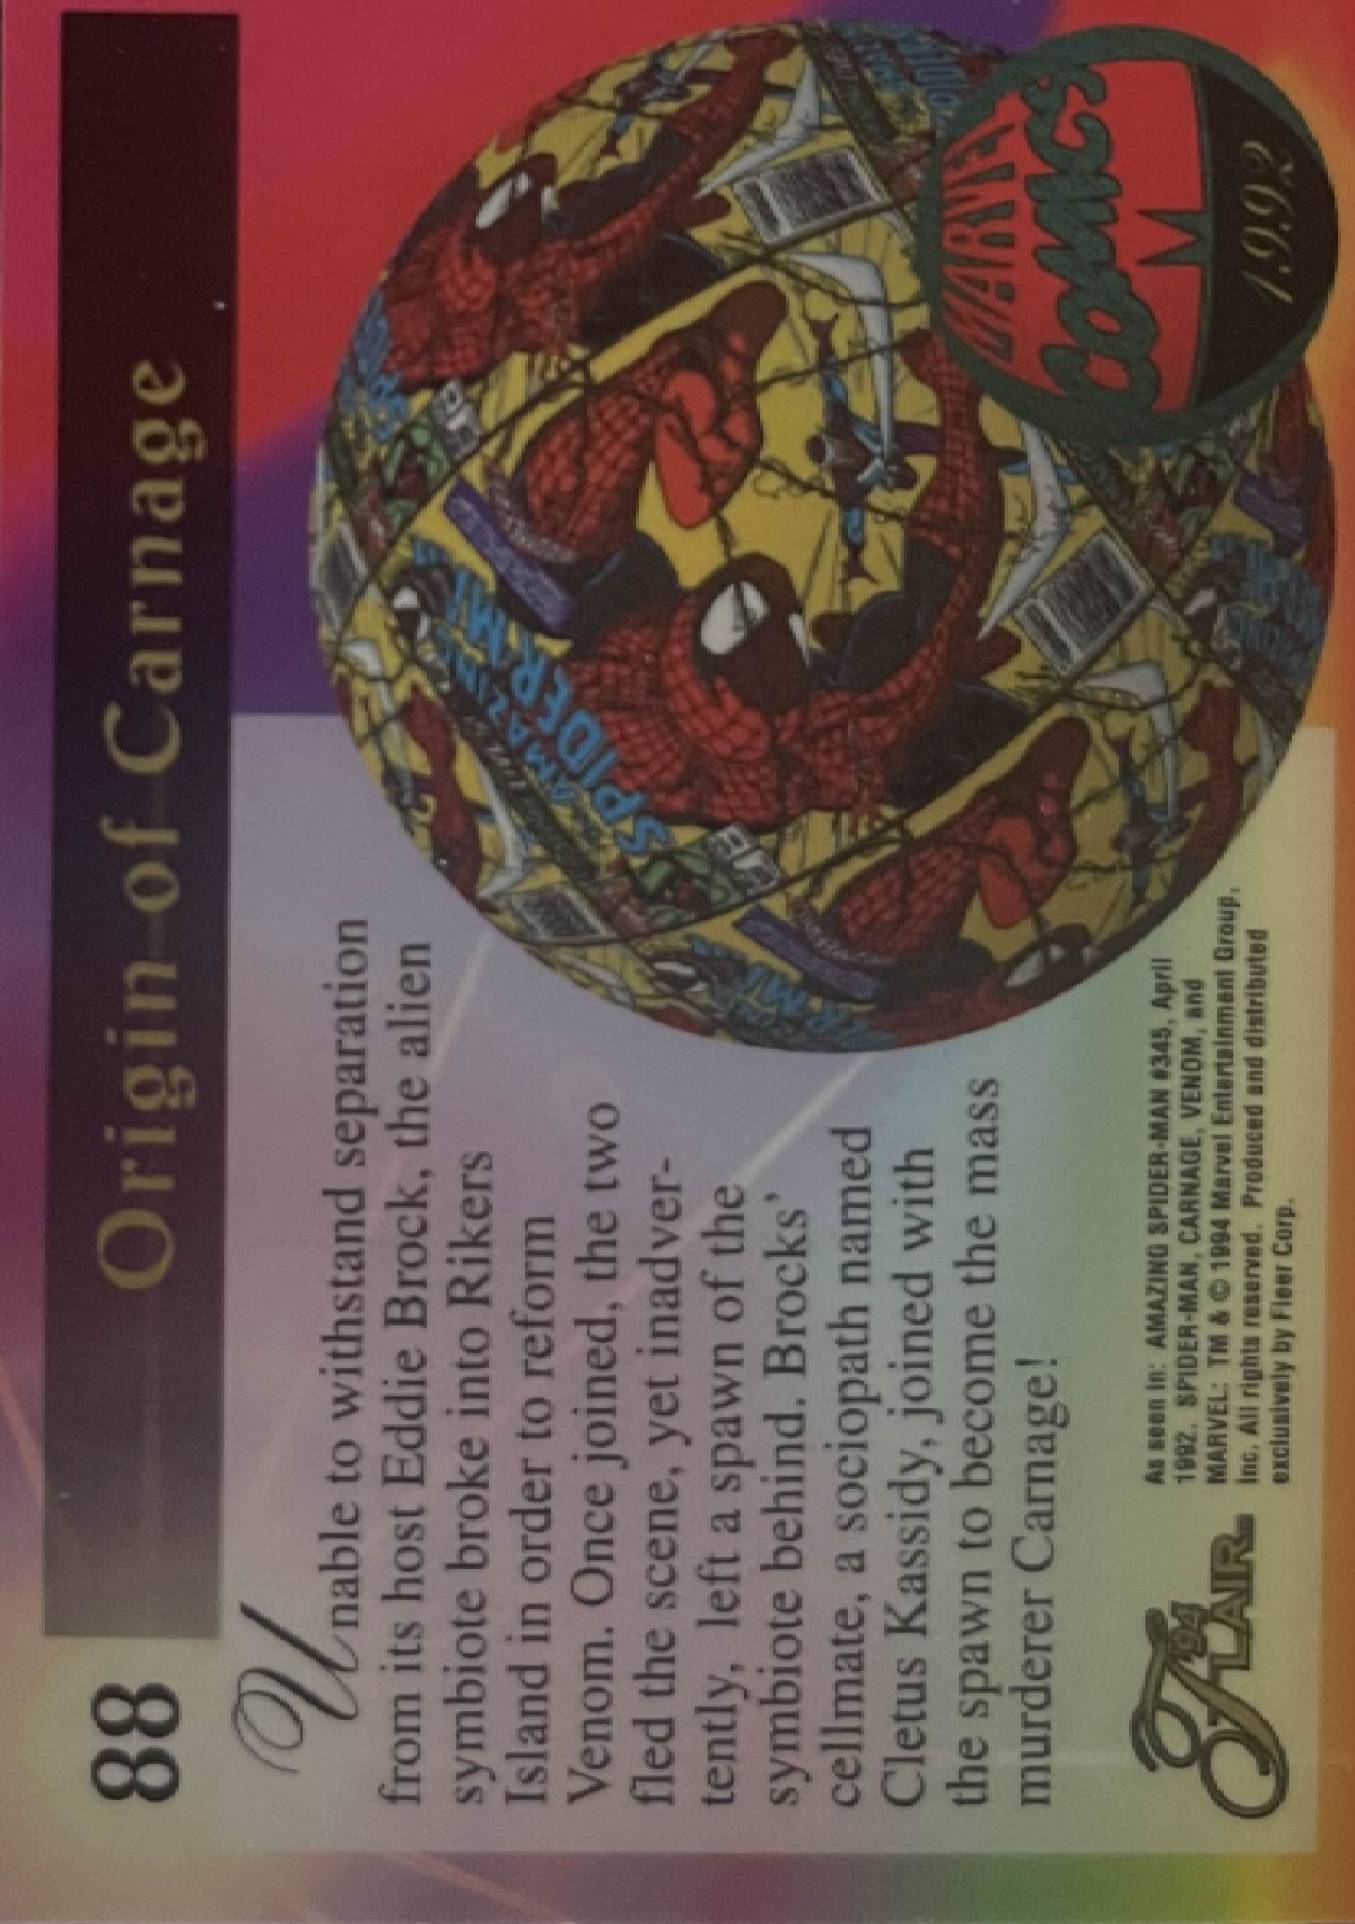 88
Origin of Carnage
Unable to withstand separation
from its host Eddie Brock, the alien
symbiote broke into Rikers
Island in order to reform
Venom. Once joined, the two
fled the scene, yet inadver-
tently, left a spawn of the
symbiote behind. Brocks'
cellmate, a sociopath named
Cletus Kassidy, joined with
the spawn to become the mass
murderer Carnage!
AMAZING
SPIDER-MAN
MARVEL
COMICS
M
1992
'94
FLAIR
As seen in: AMAZING SPIDER-MAN #345, April
1992. SPIDER-MAN, CARNAGE, VENOM, and
MARVEL: TM & © 1994 Marvel Entertainment Group,
Inc. All rights reserved. Produced and distributed
exclusively by Fleer Corp.